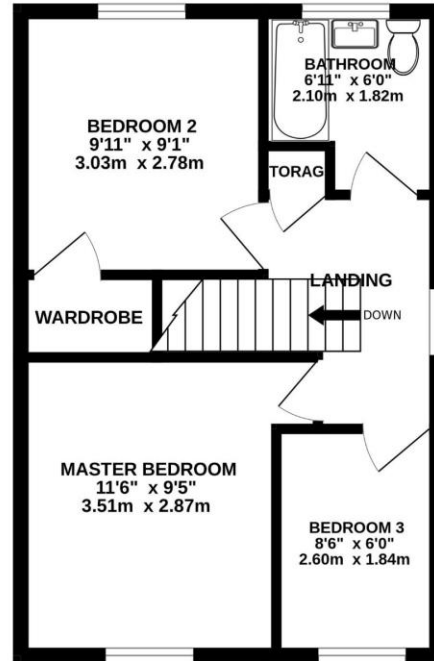 BATHROOM
6'11" x 6'0"
2.10m x 1.82m
BEDROOM 2
9'11" x 9'1"
3.03m x 2.78m
TORAG
LANDING
WARDROBE
DOWN
MASTER BEDROOM
11'6" x 9'5"
3.51m x 2.87m
BEDROOM 3
8'6" x 6'0"
2.60m x 1.84m